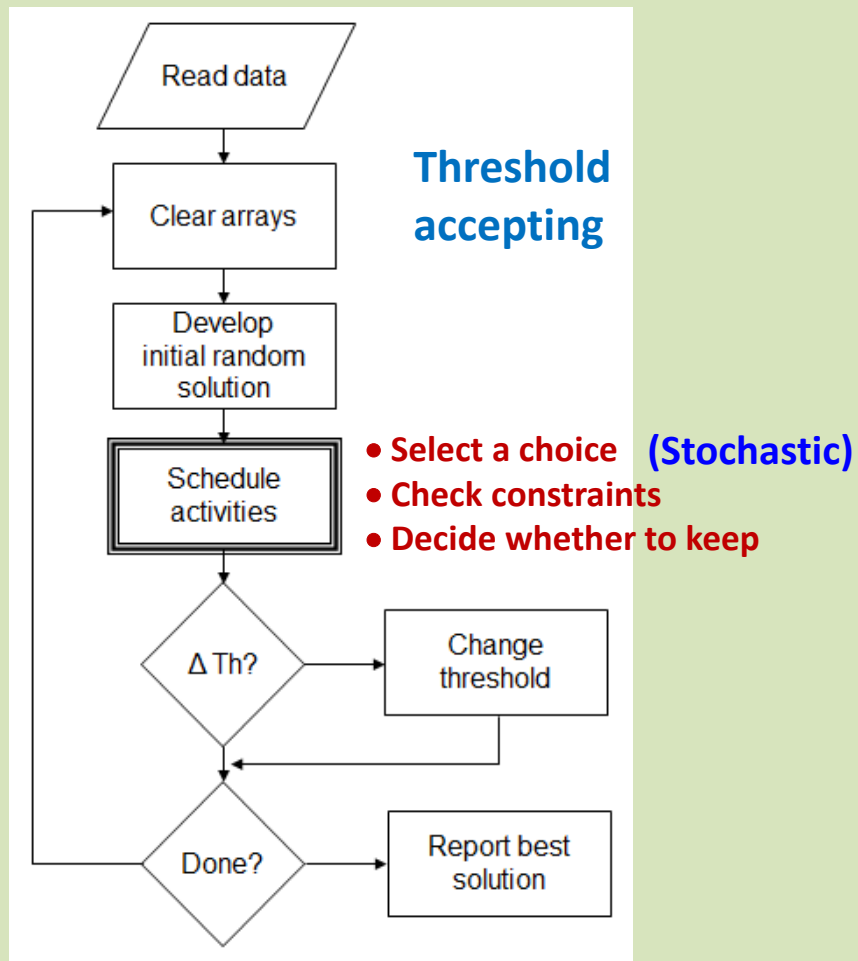 Read data
Threshold
accepting
Clear arrays
Develop
initial random
solution
Schedule
activities
• Select a choice (Stochastic)
• Check constraints
• Decide whether to keep
Δ Th?
Change
threshold
Done?
Report best
solution